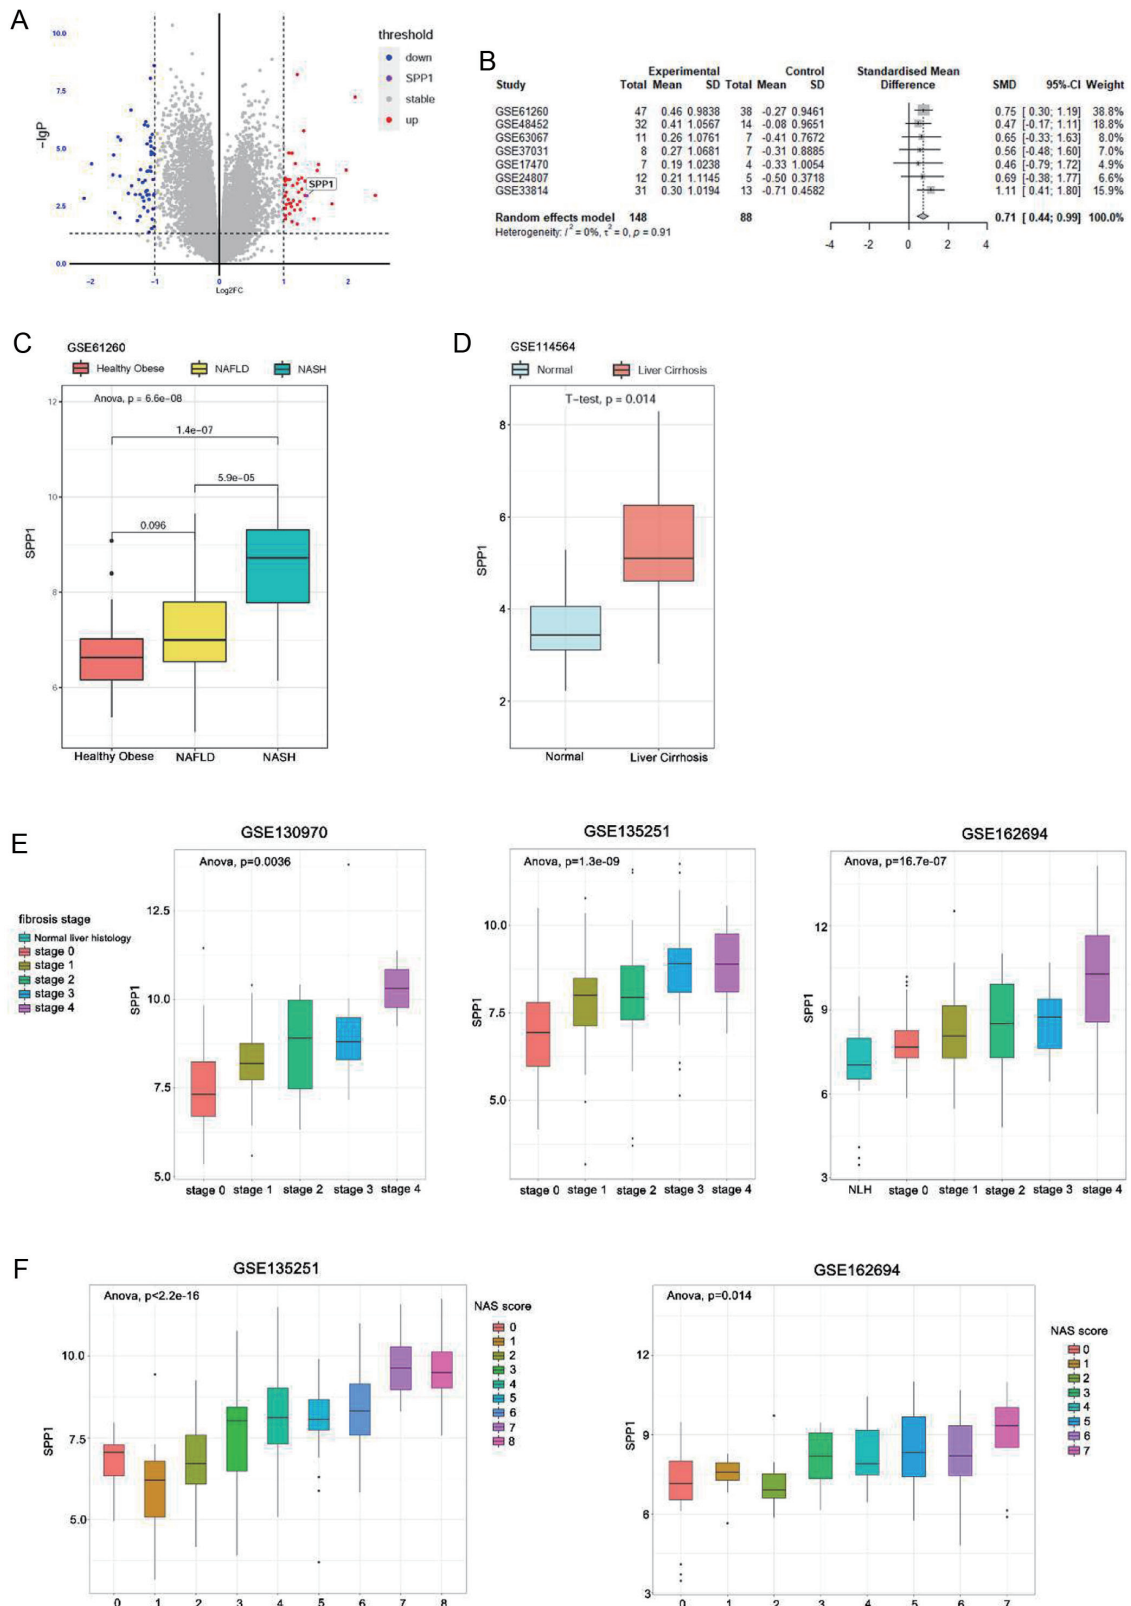 A
10.0
7.5
5.0
2.5
0.0
-lgP
-2
-1
0
1
2
Log2FC
SPP1
threshold
down
SPP1
stable
up
B
Experimental Control Standardised Mean
Study Total Mean SD Total Mean SD Difference SMD 95%-CI Weight
GSE61260 47 0.46 0.9838 38 -0.27 0.9461 0.75 [ 0.30; 1.19] 38.8%
GSE48452 32 0.41 1.0567 14 -0.08 0.9651 0.47 [-0.17; 1.11] 18.8%
GSE63067 11 0.26 1.0761 7 -0.41 0.7672 0.65 [-0.33; 1.63] 8.0%
GSE37031 8 0.27 1.0681 7 -0.31 0.8885 0.56 [-0.48; 1.60] 7.1%
GSE17470 7 0.19 1.0238 4 -0.33 1.0054 0.46 [-0.79; 1.72] 4.9%
GSE24807 12 0.21 1.1145 5 -0.50 0.3718 0.69 [-0.38; 1.77] 6.6%
GSE33814 31 0.30 1.0194 13 -0.71 0.4582 1.11 [ 0.41; 1.80] 15.9%
Random effects model 148 88 0.71 [ 0.44; 0.99] 100.0%
Heterogeneity: I² = 0%, τ² = 0, p = 0.91
-4 -2 0 2 4
C
GSE61260
Healthy Obese NAFLD NASH
Anova, p = 6.6e-08
1.4e-07
5.9e-05
0.096
12
10
8
6
SPP1
Healthy Obese NAFLD NASH
D
GSE114564
Normal Liver Cirrhosis
T-test, p = 0.014
8
6
4
2
SPP1
Normal Liver Cirrhosis
E
fibrosis stage
Normal liver histology
stage 0
stage 1
stage 2
stage 3
stage 4
GSE130970
Anova, p=0.0036
12.5
10.0
7.5
5.0
SPP1
stage 0 stage 1 stage 2 stage 3 stage 4
GSE135251
Anova, p=1.3e-09
10.0
7.5
5.0
SPP1
stage 0 stage 1 stage 2 stage 3 stage 4
GSE162694
Anova, p=16.7e-07
12
9
6
3
SPP1
NLH stage 0 stage 1 stage 2 stage 3 stage 4
F
GSE135251
Anova, p<2.2e-16
10.0
7.5
5.0
SPP1
0 1 2 3 4 5 6 7 8
NAS score
0
1
2
3
4
5
6
7
8
GSE162694
Anova, p=0.014
12
9
6
3
SPP1
0 1 2 3 4 5 6 7
NAS score
0
1
2
3
4
5
6
7